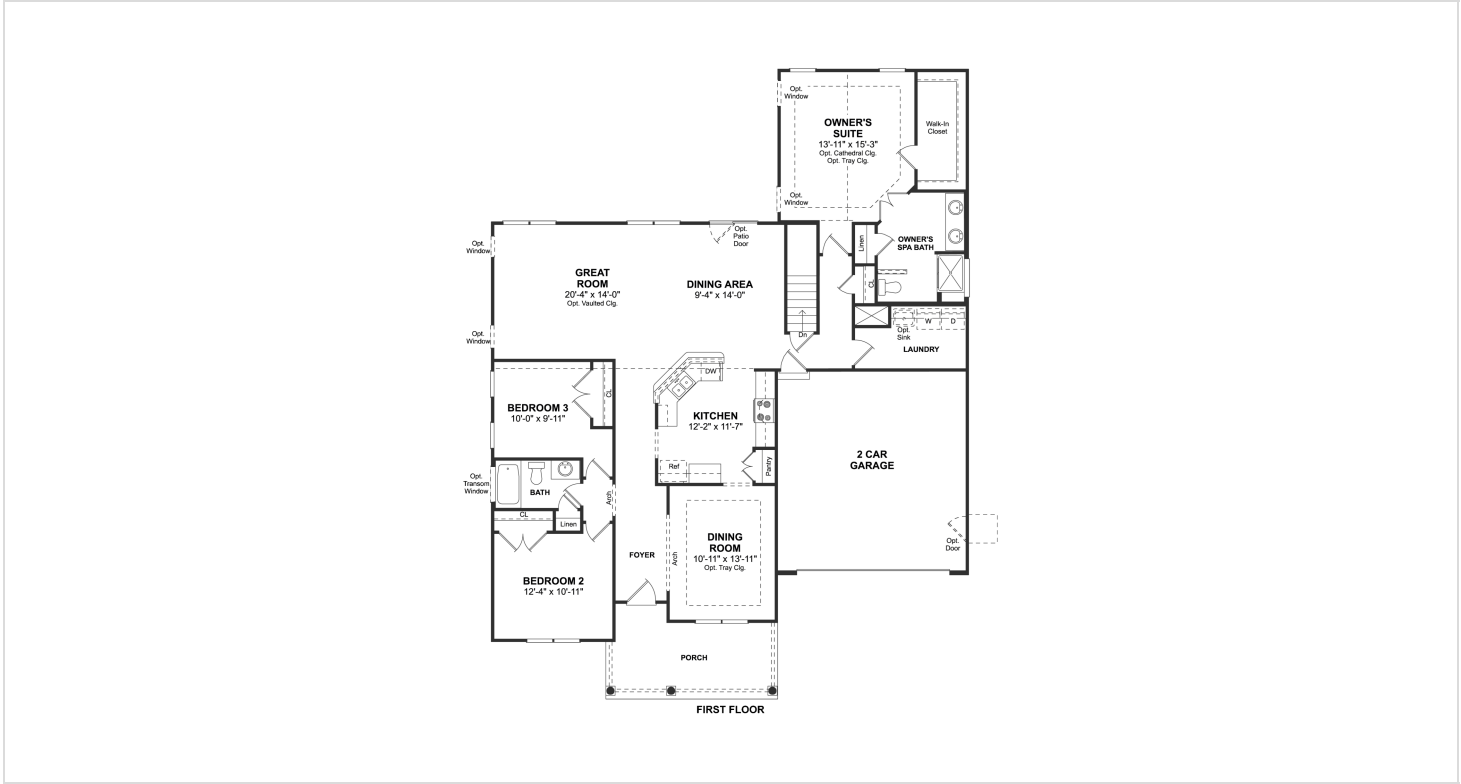 Opt.
Window
OWNER'S
SUITE
13'-11" x 15'-3"
Opt. Cathedral Clg.
Opt. Tray Clg.
Walk-In
Closet
Opt.
Window
Opt.
Window
Opt.
Patio
Door
Linen
OWNER'S
SPA BATH
GREAT
ROOM
20'-4" x 14'-0"
Opt. Vaulted Clg.
DINING AREA
9'-4" x 14'-0"
CL
Opt.
Window
Dn
Opt.
Sink
W
D
LAUNDRY
BEDROOM 3
10'-0" x 9'-11"
CL
DW
KITCHEN
12'-2" x 11'-7"
Ref
Pantry
2 CAR
GARAGE
Opt.
Transom
Window
BATH
Arch
CL
Linen
FOYER
Arch
DINING
ROOM
10'-11" x 13'-11"
Opt. Tray Clg.
Opt.
Door
BEDROOM 2
12'-4" x 10'-11"
PORCH
FIRST FLOOR